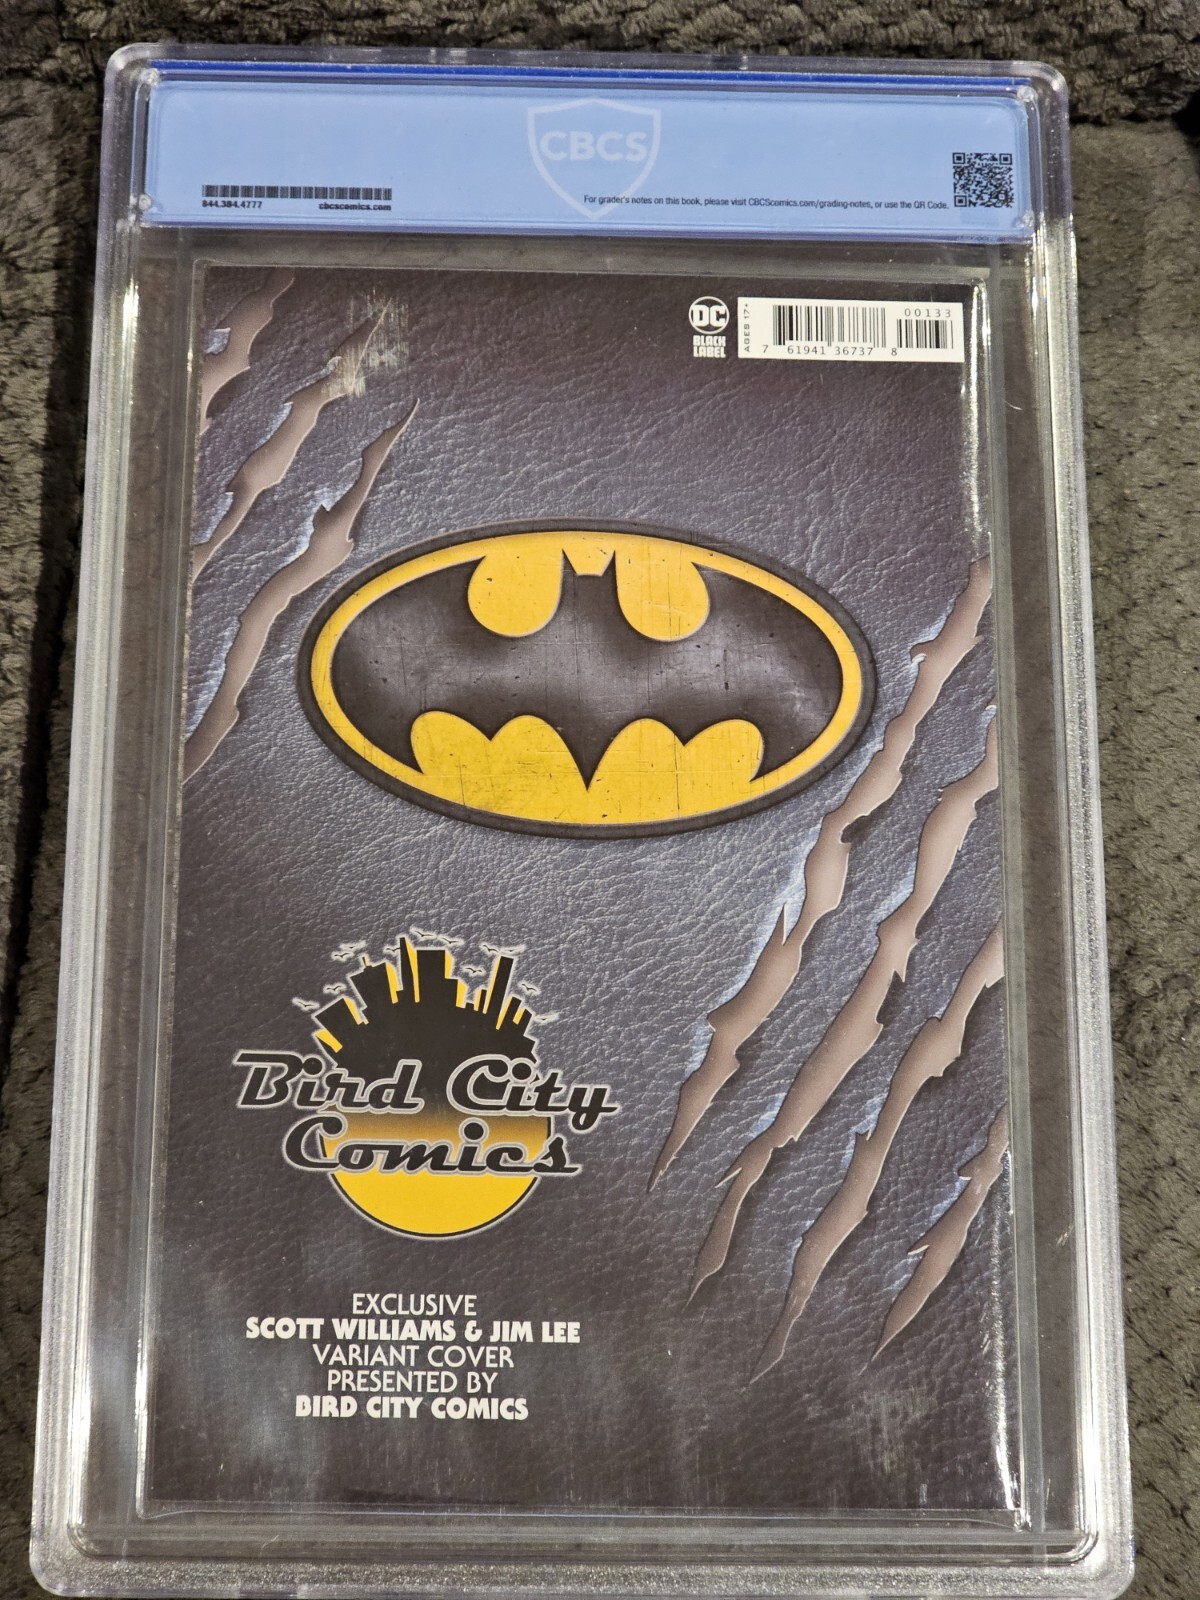 CBCS
844.384.4777
cbcscomics.com
For grader's notes on this book, please visit CBCScomics.com/grading-notes, or use the QR Code.
DC
BLACK
LABEL
AGES 17+
00133
7 61941 36737 8
Bird City
Comics
EXCLUSIVE
SCOTT WILLIAMS & JIM LEE
VARIANT COVER
PRESENTED BY
BIRD CITY COMICS